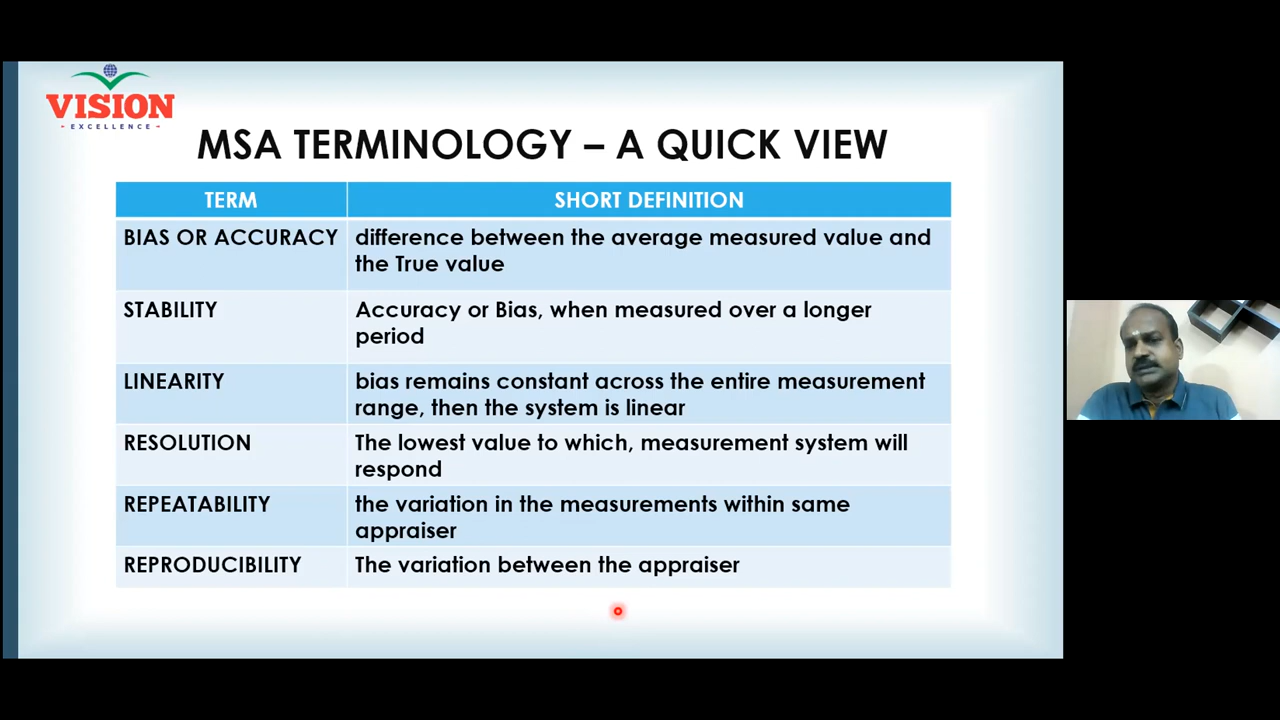 VISION
- EXCELLENCE -
MSA TERMINOLOGY – A QUICK VIEW
TERM
SHORT DEFINITION
BIAS OR ACCURACY
difference between the average measured value and
the True value
STABILITY
Accuracy or Bias, when measured over a longer
period
LINEARITY
bias remains constant across the entire measurement
range, then the system is linear
RESOLUTION
The lowest value to which, measurement system will
respond
REPEATABILITY
the variation in the measurements within same
appraiser
REPRODUCIBILITY
The variation between the appraiser